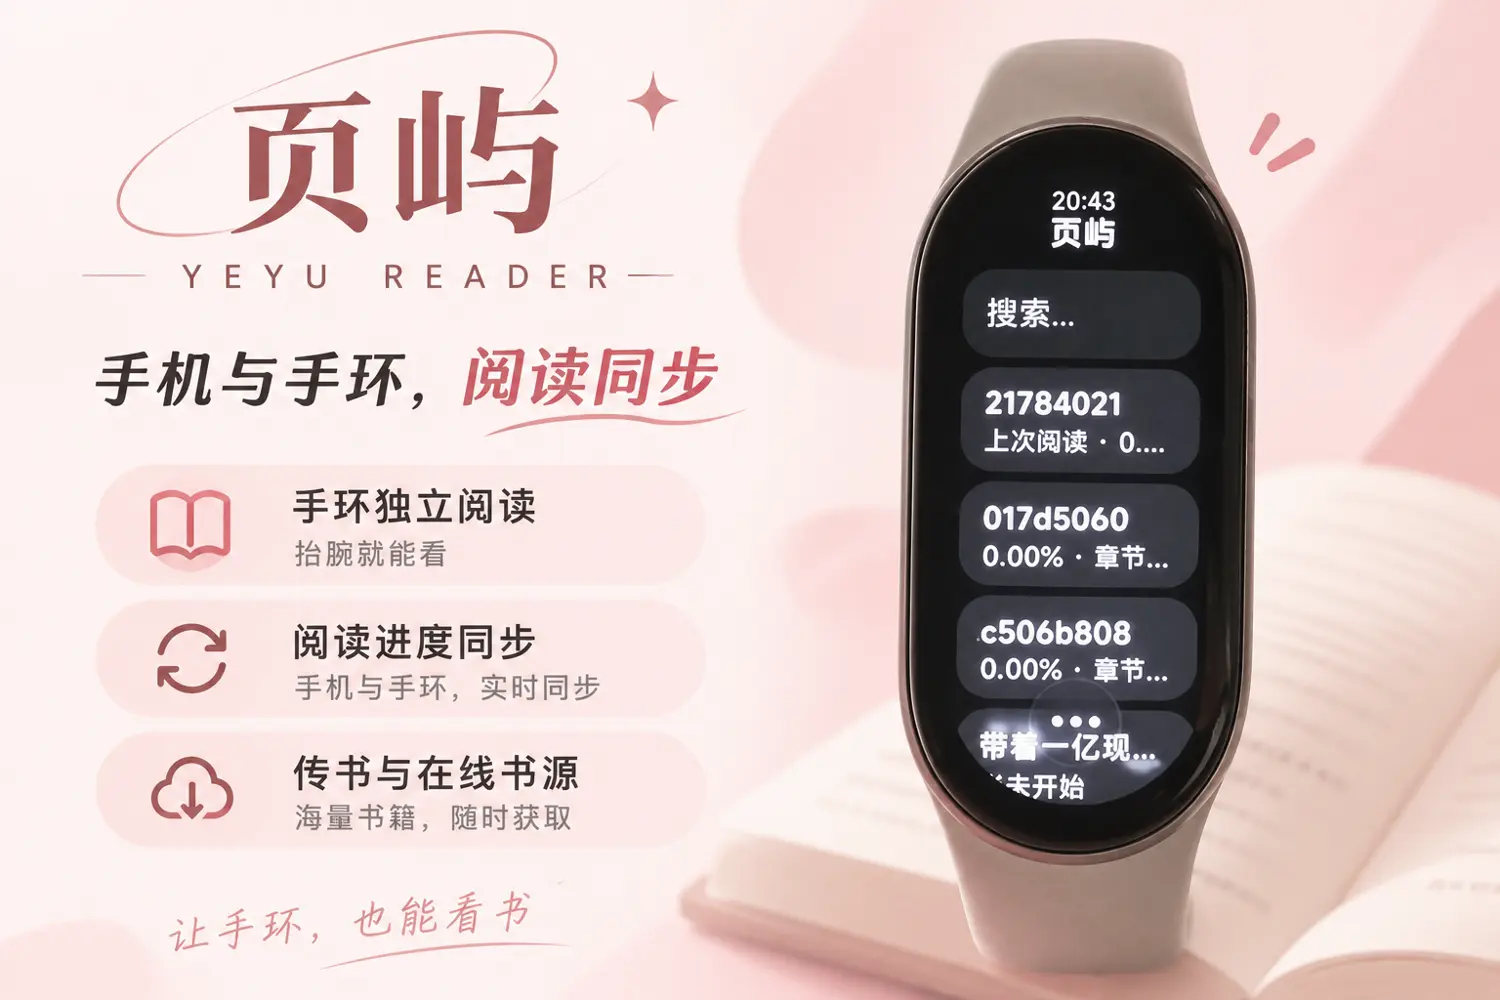 页屿
YEYU READER
手机与手环，阅读同步
手环独立阅读
抬腕就能看
阅读进度同步
手机与手环，实时同步
传书与在线书源
海量书籍，随时获取
让手环，也能看书
20:43
页屿
搜索...
21784021
上次阅读 · 0....
017d5060
0.00% · 章节...
c506b808
0.00% · 章节...
带着一亿现...
尚未开始